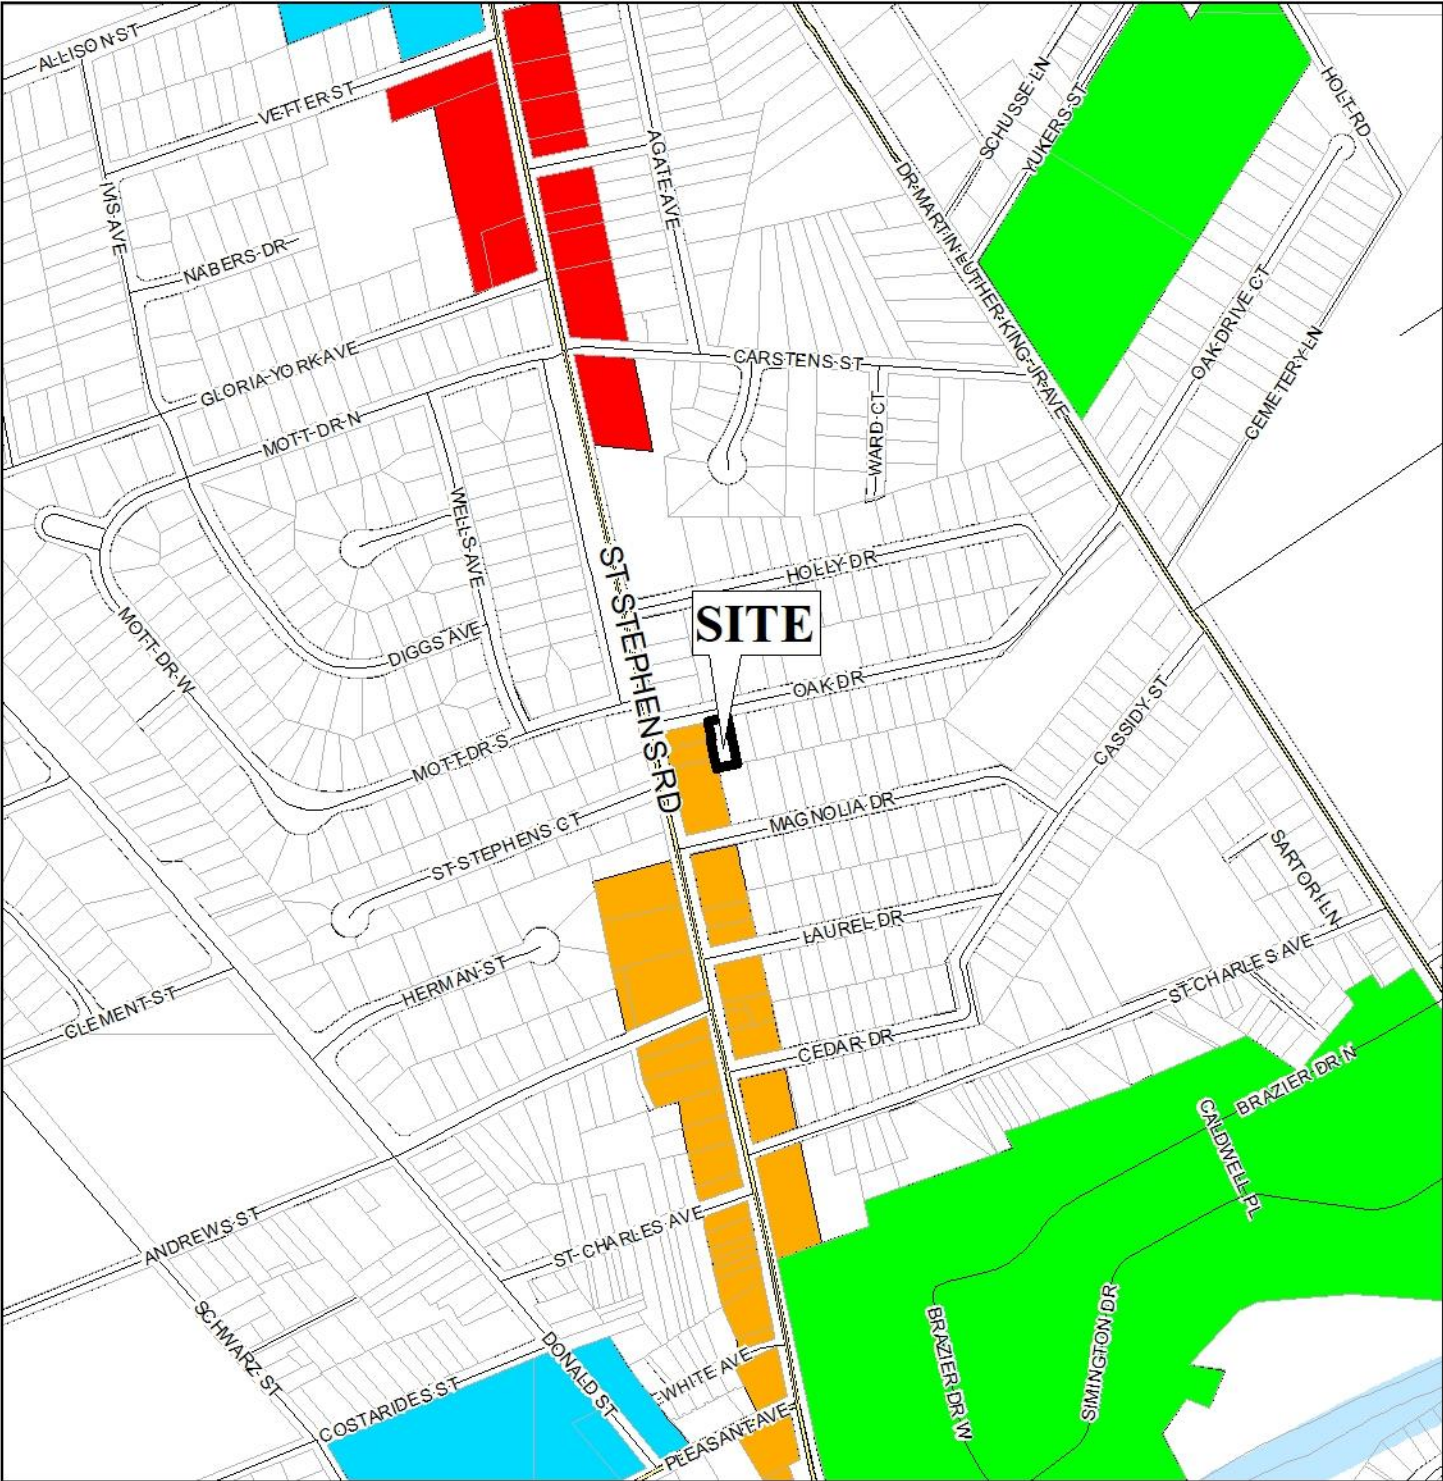 ALLISON ST
VETTER ST
IVIS AVE
NABERS DR
AGATE AVE
SCHUSSE LN
YUKERS ST
HOLT RD
DR MARTIN LUTHER KING JR AVE
OAK DRIVE CT
CEMETERY LN
GLORIA YORK AVE
MOTT DR N
CARSTENS ST
WARD CT
WELLS AVE
HOLLY DR
ST STEPHENS RD
SITE
DIGGS AVE
MOTT DR W
OAK DR
CASSIDY ST
MOTT DR S
MAGNOLIA DR
ST STEPHENS CT
SARTORI LN
LAUREL DR
HERMAN ST
CLEMENT ST
ST CHARLES AVE
CEDAR DR
BRAZIER DR N
CALDWELL PL
ANDREWS ST
ST CHARLES AVE
SCHWARZ ST
DONALD ST
BRAZIER DR W
SIMINGTON DR
WHITE AVE
COSTARIDES ST
PLEASANT AVE